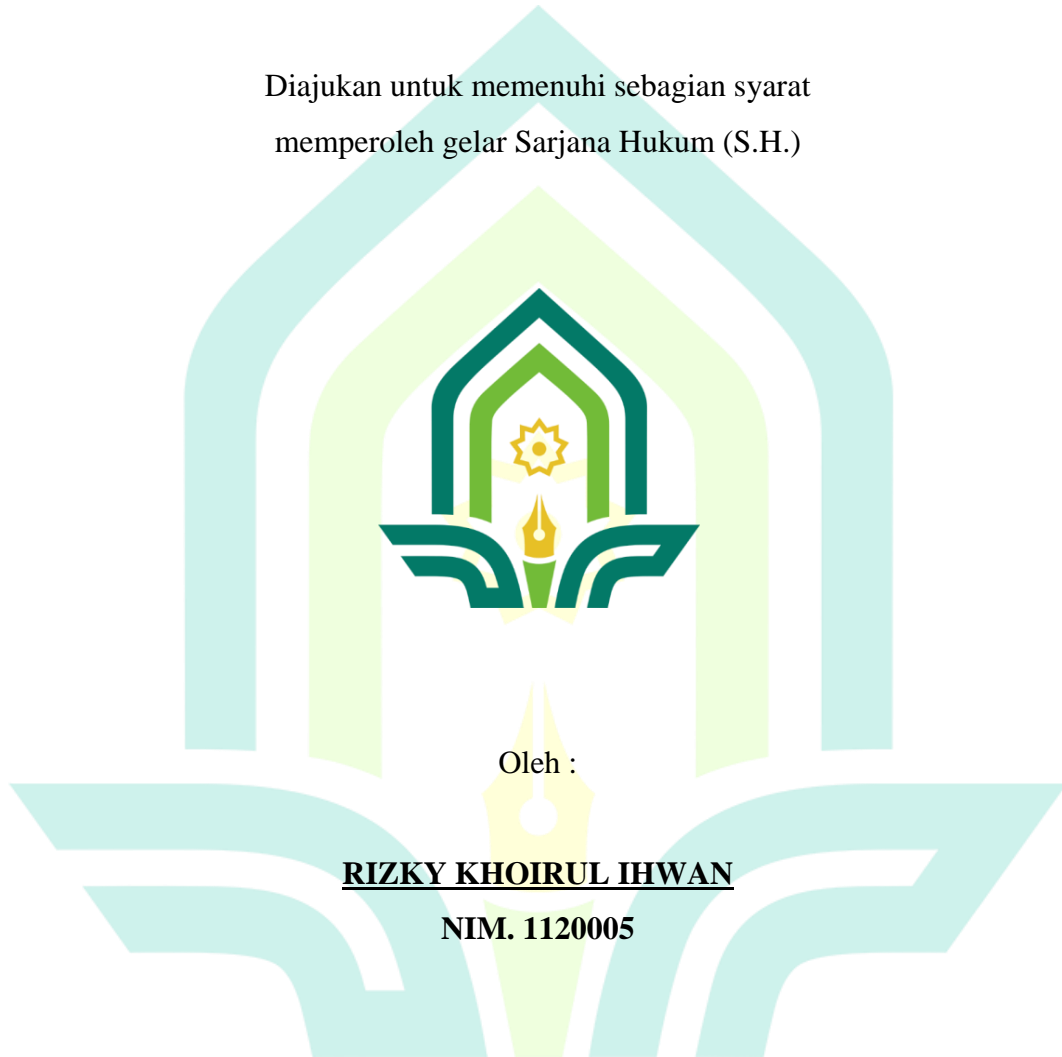 Diajukan untuk memenuhi sebagian syarat
memperoleh gelar Sarjana Hukum (S.H.)
Oleh :
RIZKY KHOIRUL IHWAN
NIM. 1120005